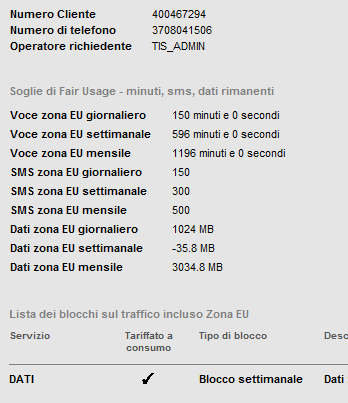 Numero Cliente 400467294
Numero di telefono 3708041506
Operatore richiedente TIS_ADMIN
Soglie di Fair Usage - minuti, sms, dati rimanenti
Voce zona EU giornaliero 150 minuti e 0 secondi
Voce zona EU settimanale 596 minuti e 0 secondi
Voce zona EU mensile 1196 minuti e 0 secondi
SMS zona EU giornaliero 150
SMS zona EU settimanale 300
SMS zona EU mensile 500
Dati zona EU giornaliero 1024 MB
Dati zona EU settimanale -35.8 MB
Dati zona EU mensile 3034.8 MB
Lista dei blocchi sul traffico incluso Zona EU
Servizio Tariffato a consumo Tipo di blocco Desc
DATI ✔ Blocco settimanale Dati